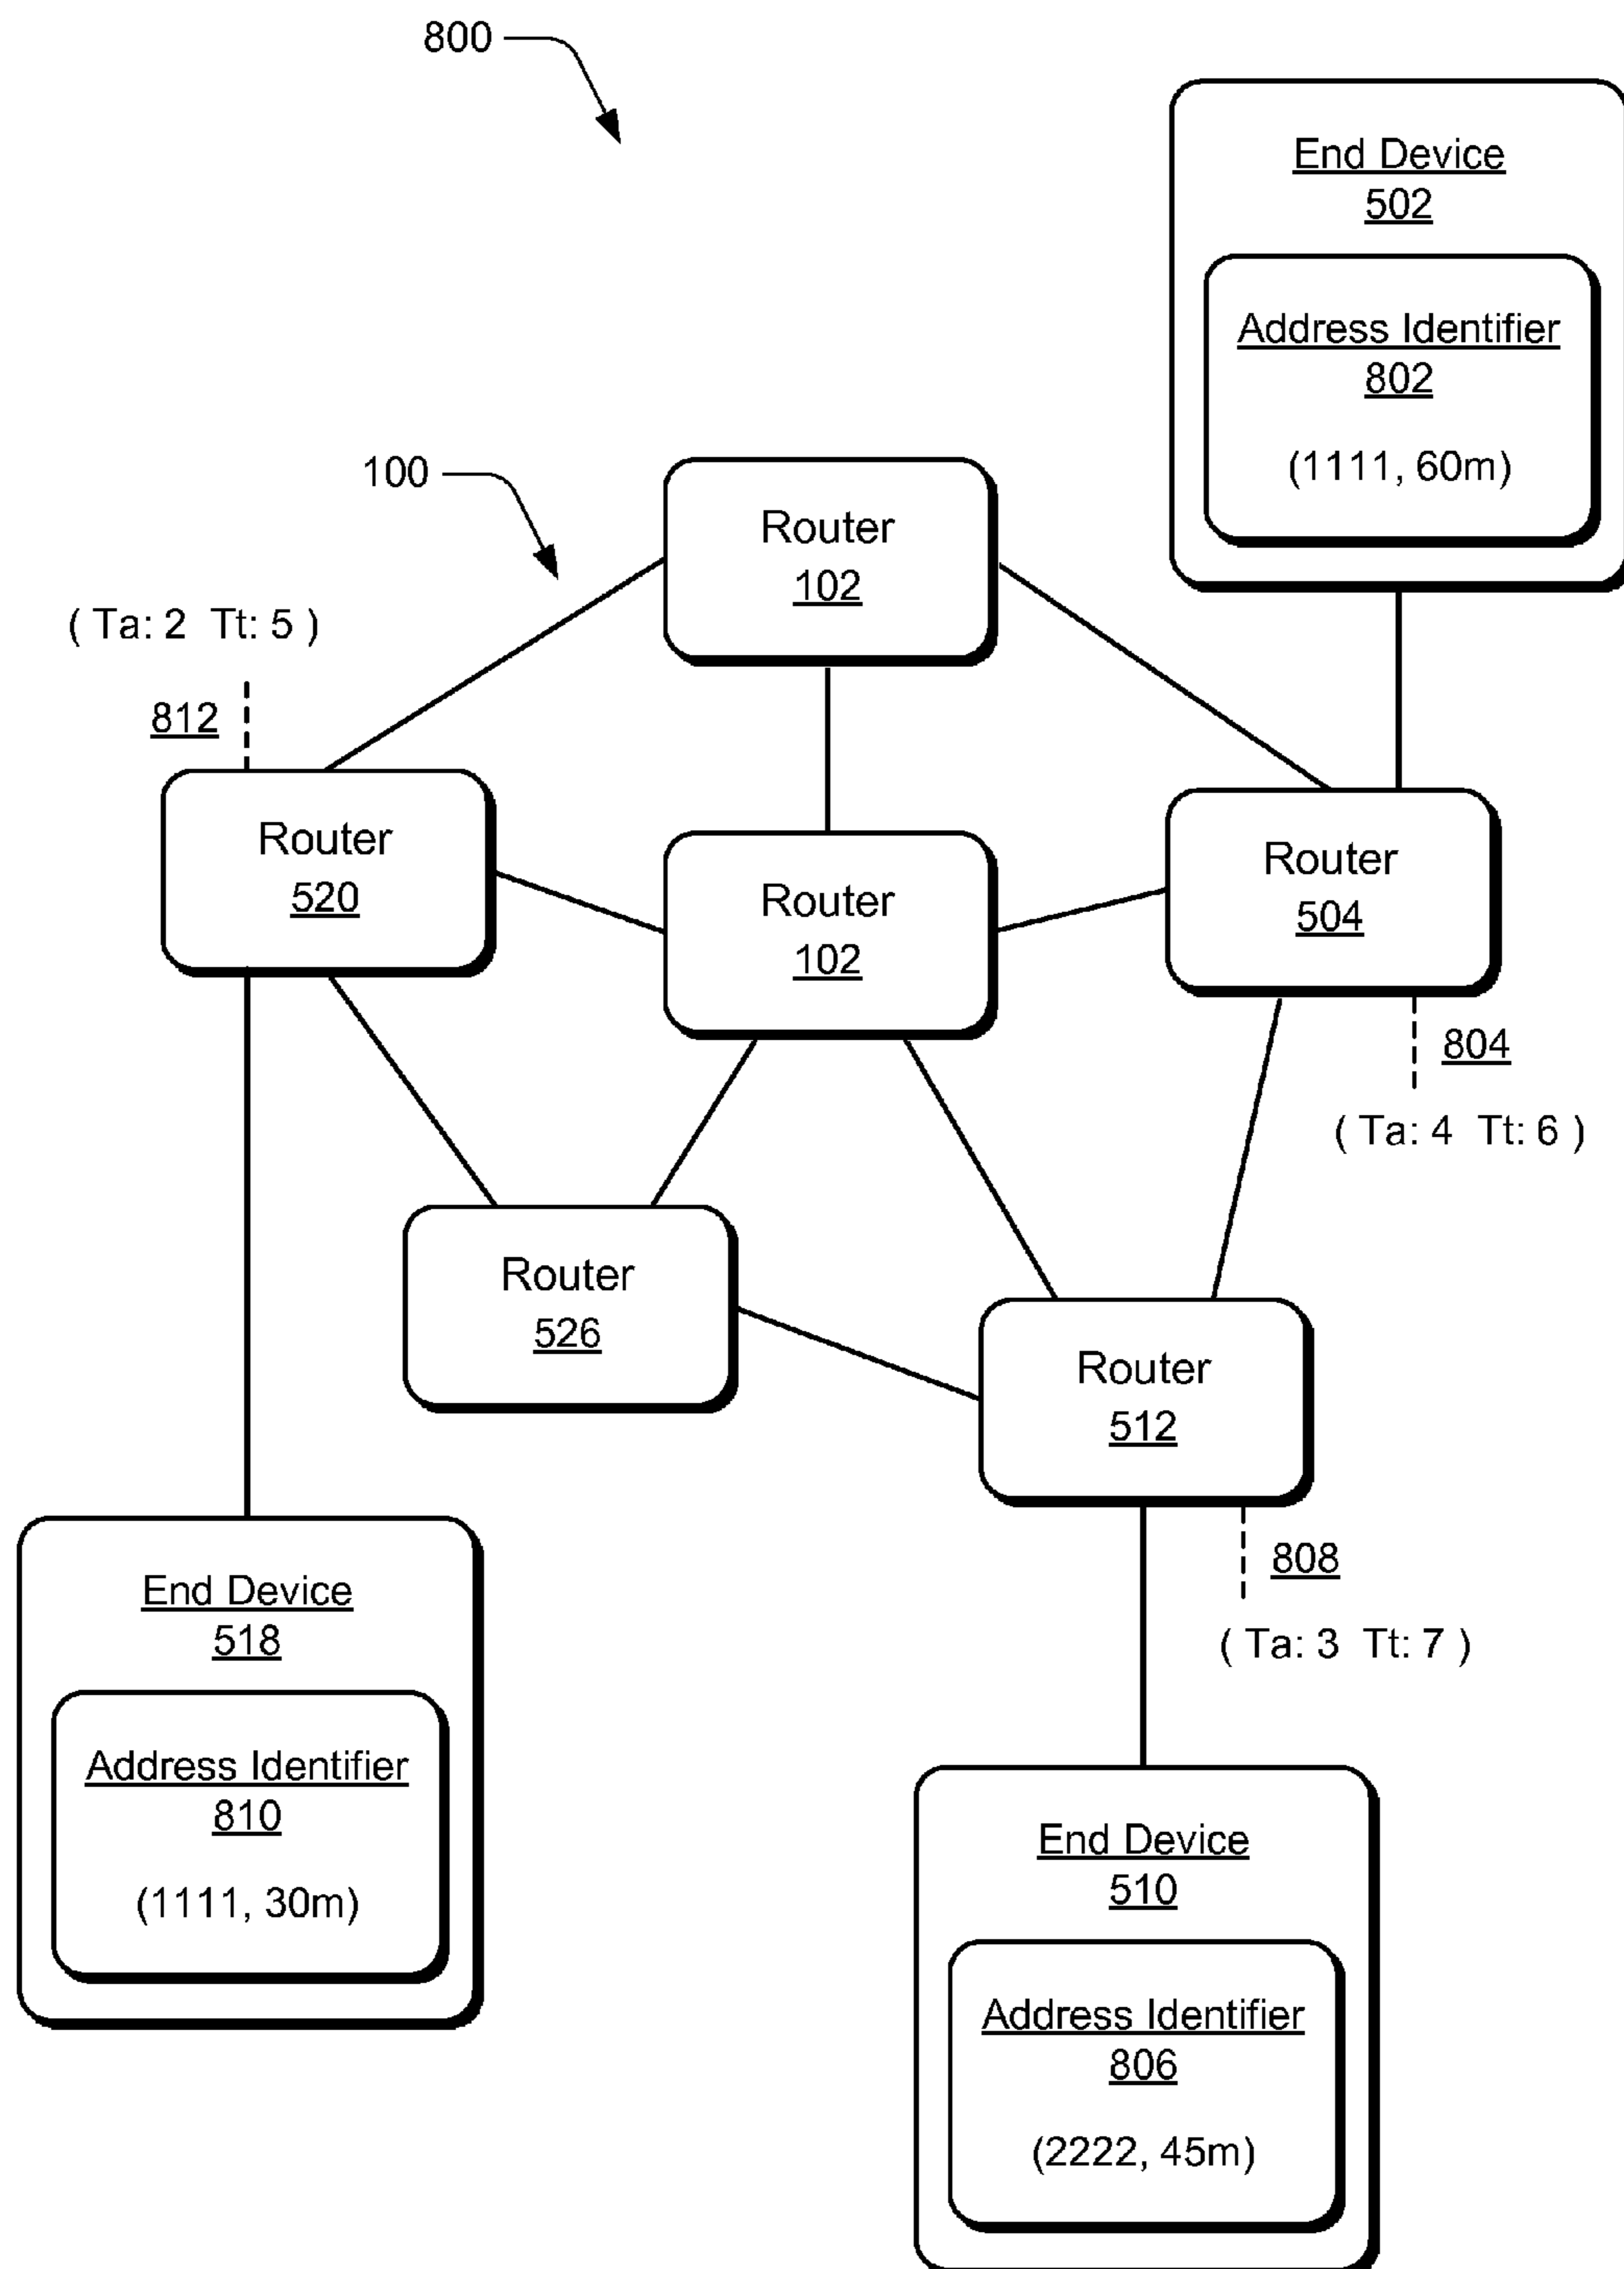 800
End Device
502
Address Identifier
802
(1111, 60m)
100
Router
102
( Ta: 2 Tt: 5 )
812
Router
520
Router
102
Router
504
804
( Ta: 4 Tt: 6 )
Router
526
Router
512
808
( Ta: 3 Tt: 7 )
End Device
518
Address Identifier
810
(1111, 30m)
End Device
510
Address Identifier
806
(2222, 45m)